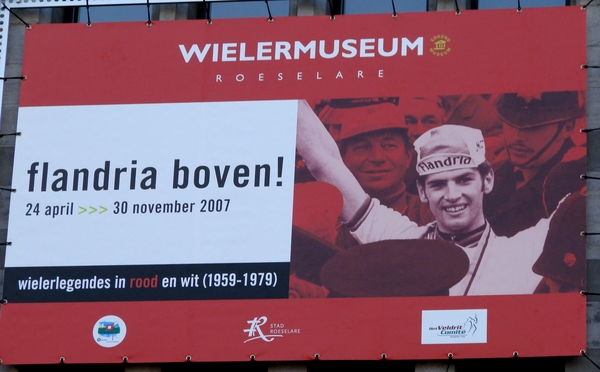 WIELERMUSEUM
ROESELARE
flandria boven!
24 april >>> 30 november 2007
wielerlegendes in rood en wit (1959-1979)
flandria
STAD
ROESELARE
Het Veldrit
Comité